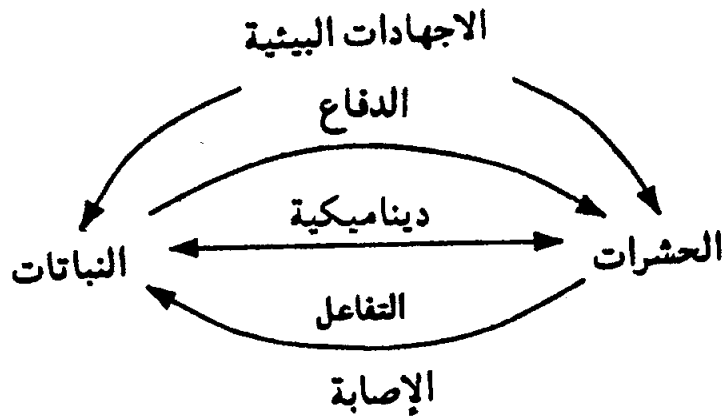 الاجهادات البيئية
الدفاع
ديناميكية
الحشرات
النباتات
التفاعل
الإصابة